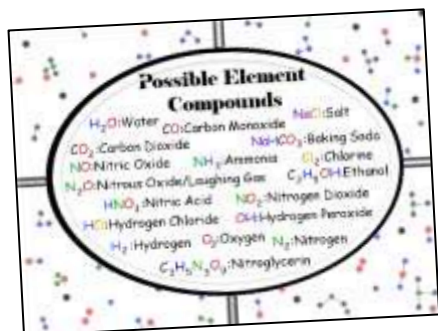 Possible Element
Compounds
H₂O:Water CO:Carbon Monoxide NaCl:Salt
CO₂:Carbon Dioxide NaHCO₃:Baking Soda
NO:Nitric Oxide NH₃:Ammonia Cl₂:Chlorine
N₂O:Nitrous Oxide/Laughing Gas C₂H₅OH:Ethanol
HNO₃:Nitric Acid NO₂:Nitrogen Dioxide
HCl:Hydrogen Chloride :Hydrogen Peroxide
H₂:Hydrogen O₂:Oxygen N₂:Nitrogen
C₃H₅N₃O₉:Nitroglycerin